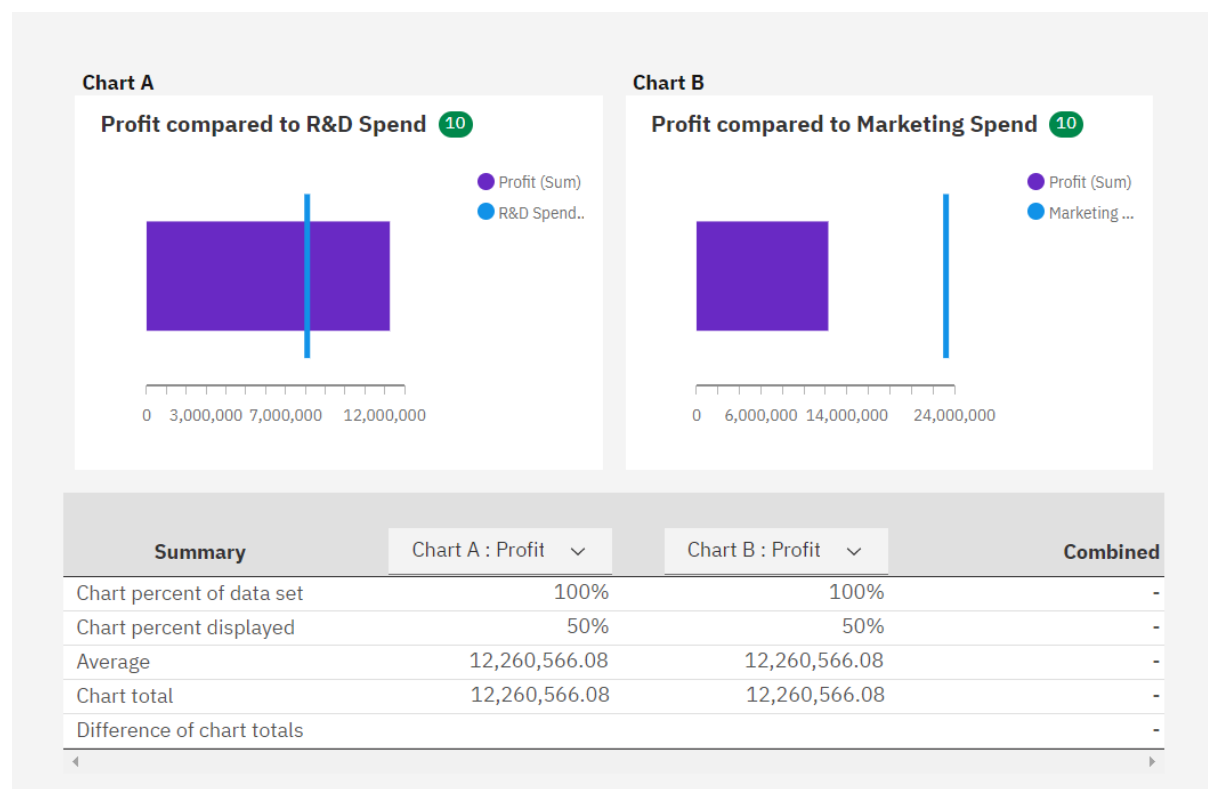 Chart A
Profit compared to R&D Spend 10
Profit (Sum)
R&D Spend..
0 3,000,000 7,000,000 12,000,000
Chart B
Profit compared to Marketing Spend 10
Profit (Sum)
Marketing ...
0 6,000,000 14,000,000 24,000,000
Summary Chart A : Profit Chart B : Profit Combined
Chart percent of data set 100% 100% -
Chart percent displayed 50% 50% -
Average 12,260,566.08 12,260,566.08 -
Chart total 12,260,566.08 12,260,566.08 -
Difference of chart totals -